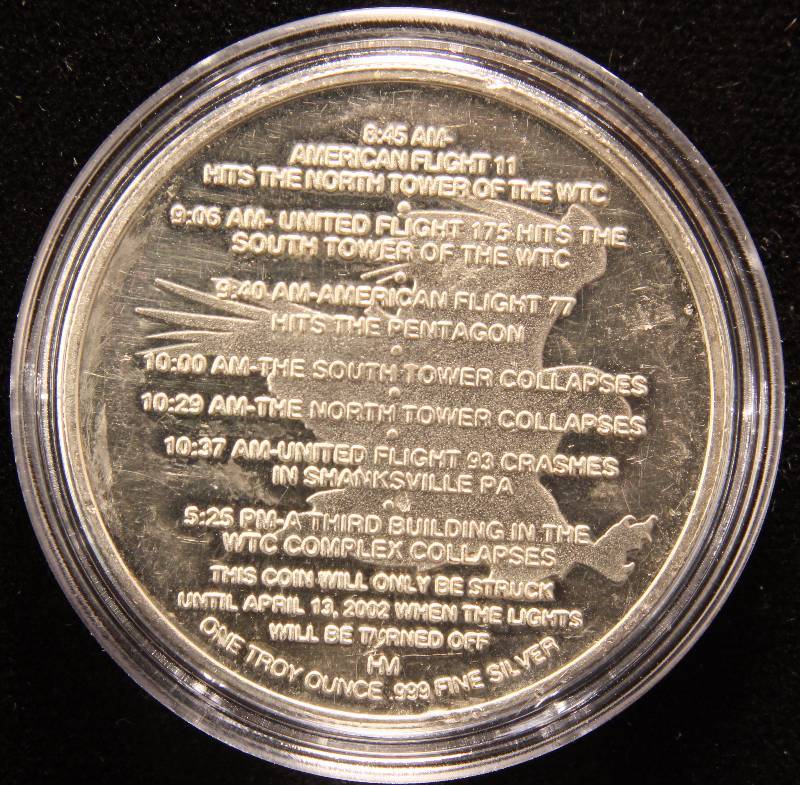 8:45 AM-
AMERICAN FLIGHT 11
HITS THE NORTH TOWER OF THE WTC
9:06 AM- UNITED FLIGHT 175 HITS THE
SOUTH TOWER OF THE WTC
9:40 AM-AMERICAN FLIGHT 77
HITS THE PENTAGON
10:00 AM-THE SOUTH TOWER COLLAPSES
10:29 AM-THE NORTH TOWER COLLAPSES
10:37 AM-UNITED FLIGHT 93 CRASHES
IN SHANKSVILLE PA
5:25 PM-A THIRD BUILDING IN THE
WTC COMPLEX COLLAPSES
THIS COIN WILL ONLY BE STRUCK
UNTIL APRIL 13, 2002 WHEN THE LIGHTS
WILL BE TURNED OFF
HM
ONE TROY OUNCE .999 FINE SILVER